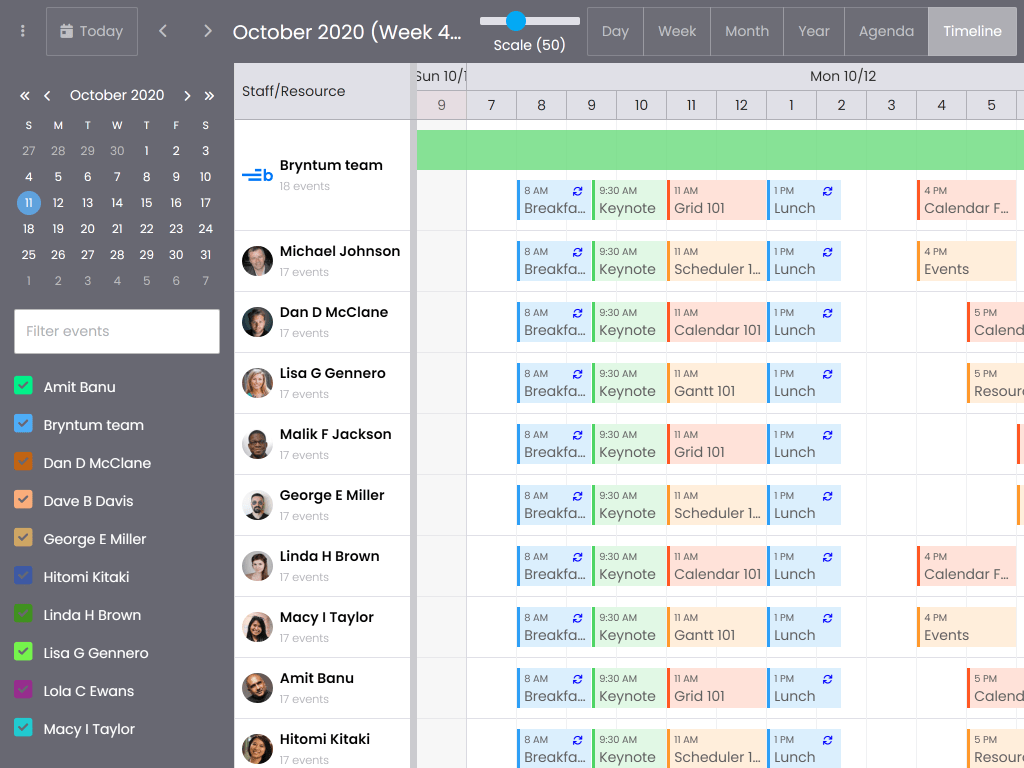 Today
October 2020 (Week 4...
Scale (50)
Day Week Month Year Agenda Timeline
October 2020
S M T W T F S
27 28 29 30 1 2 3
4 5 6 7 8 9 10
11 12 13 14 15 16 17
18 19 20 21 22 23 24
25 26 27 28 29 30 31
1 2 3 4 5 6 7
Filter events
Amit Banu
Bryntum team
Dan D McClane
Dave B Davis
George E Miller
Hitomi Kitaki
Linda H Brown
Lisa G Gennero
Lola C Ewans
Macy I Taylor
Staff/Resource
Sun 10/1 Mon 10/12
9 7 8 9 10 11 12 1 2 3 4 5
Bryntum team
18 events
8 AM 9:30 AM 11 AM 1 PM 4 PM
Breakfa... Keynote Grid 101 Lunch Calendar F...
Michael Johnson
17 events
8 AM 9:30 AM 11 AM 1 PM 4 PM
Breakfa... Keynote Scheduler 1... Lunch Events
Dan D McClane
17 events
8 AM 9:30 AM 11 AM 1 PM 5 PM
Breakfa... Keynote Calendar 101 Lunch Calend
Lisa G Gennero
17 events
8 AM 9:30 AM 11 AM 1 PM 5 PM
Breakfa... Keynote Gantt 101 Lunch Resour
Malik F Jackson
17 events
8 AM 9:30 AM 11 AM 1 PM
Breakfa... Keynote Grid 101 Lunch
George E Miller
17 events
8 AM 9:30 AM 11 AM 1 PM
Breakfa... Keynote Scheduler 1... Lunch
Linda H Brown
17 events
8 AM 9:30 AM 11 AM 1 PM 4 PM
Breakfa... Keynote Calendar 101 Lunch Calendar F...
Macy I Taylor
17 events
8 AM 9:30 AM 11 AM 1 PM 4 PM
Breakfa... Keynote Gantt 101 Lunch Events
Amit Banu
17 events
8 AM 9:30 AM 11 AM 1 PM 5 PM
Breakfa... Keynote Grid 101 Lunch Calend
Hitomi Kitaki
17 events
8 AM 9:30 AM 11 AM 1 PM 5 PM
Breakfa... Keynote Scheduler 1... Lunch Resour